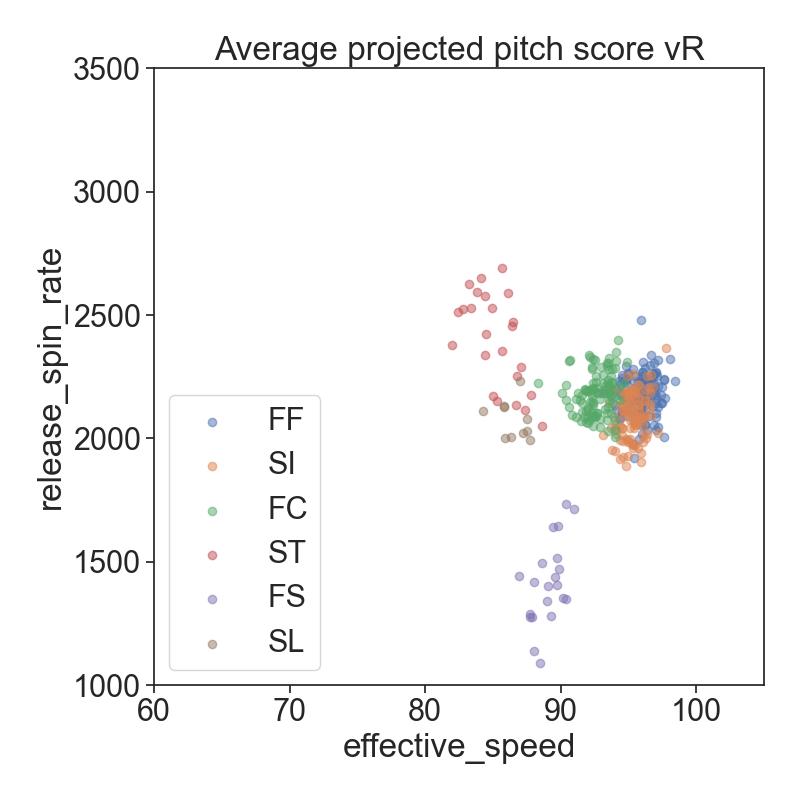 Average projected pitch score vR
3500
3000
2500
2000
1500
1000
release_spin_rate
FF
SI
FC
ST
FS
SL
60 70 80 90 100
effective_speed